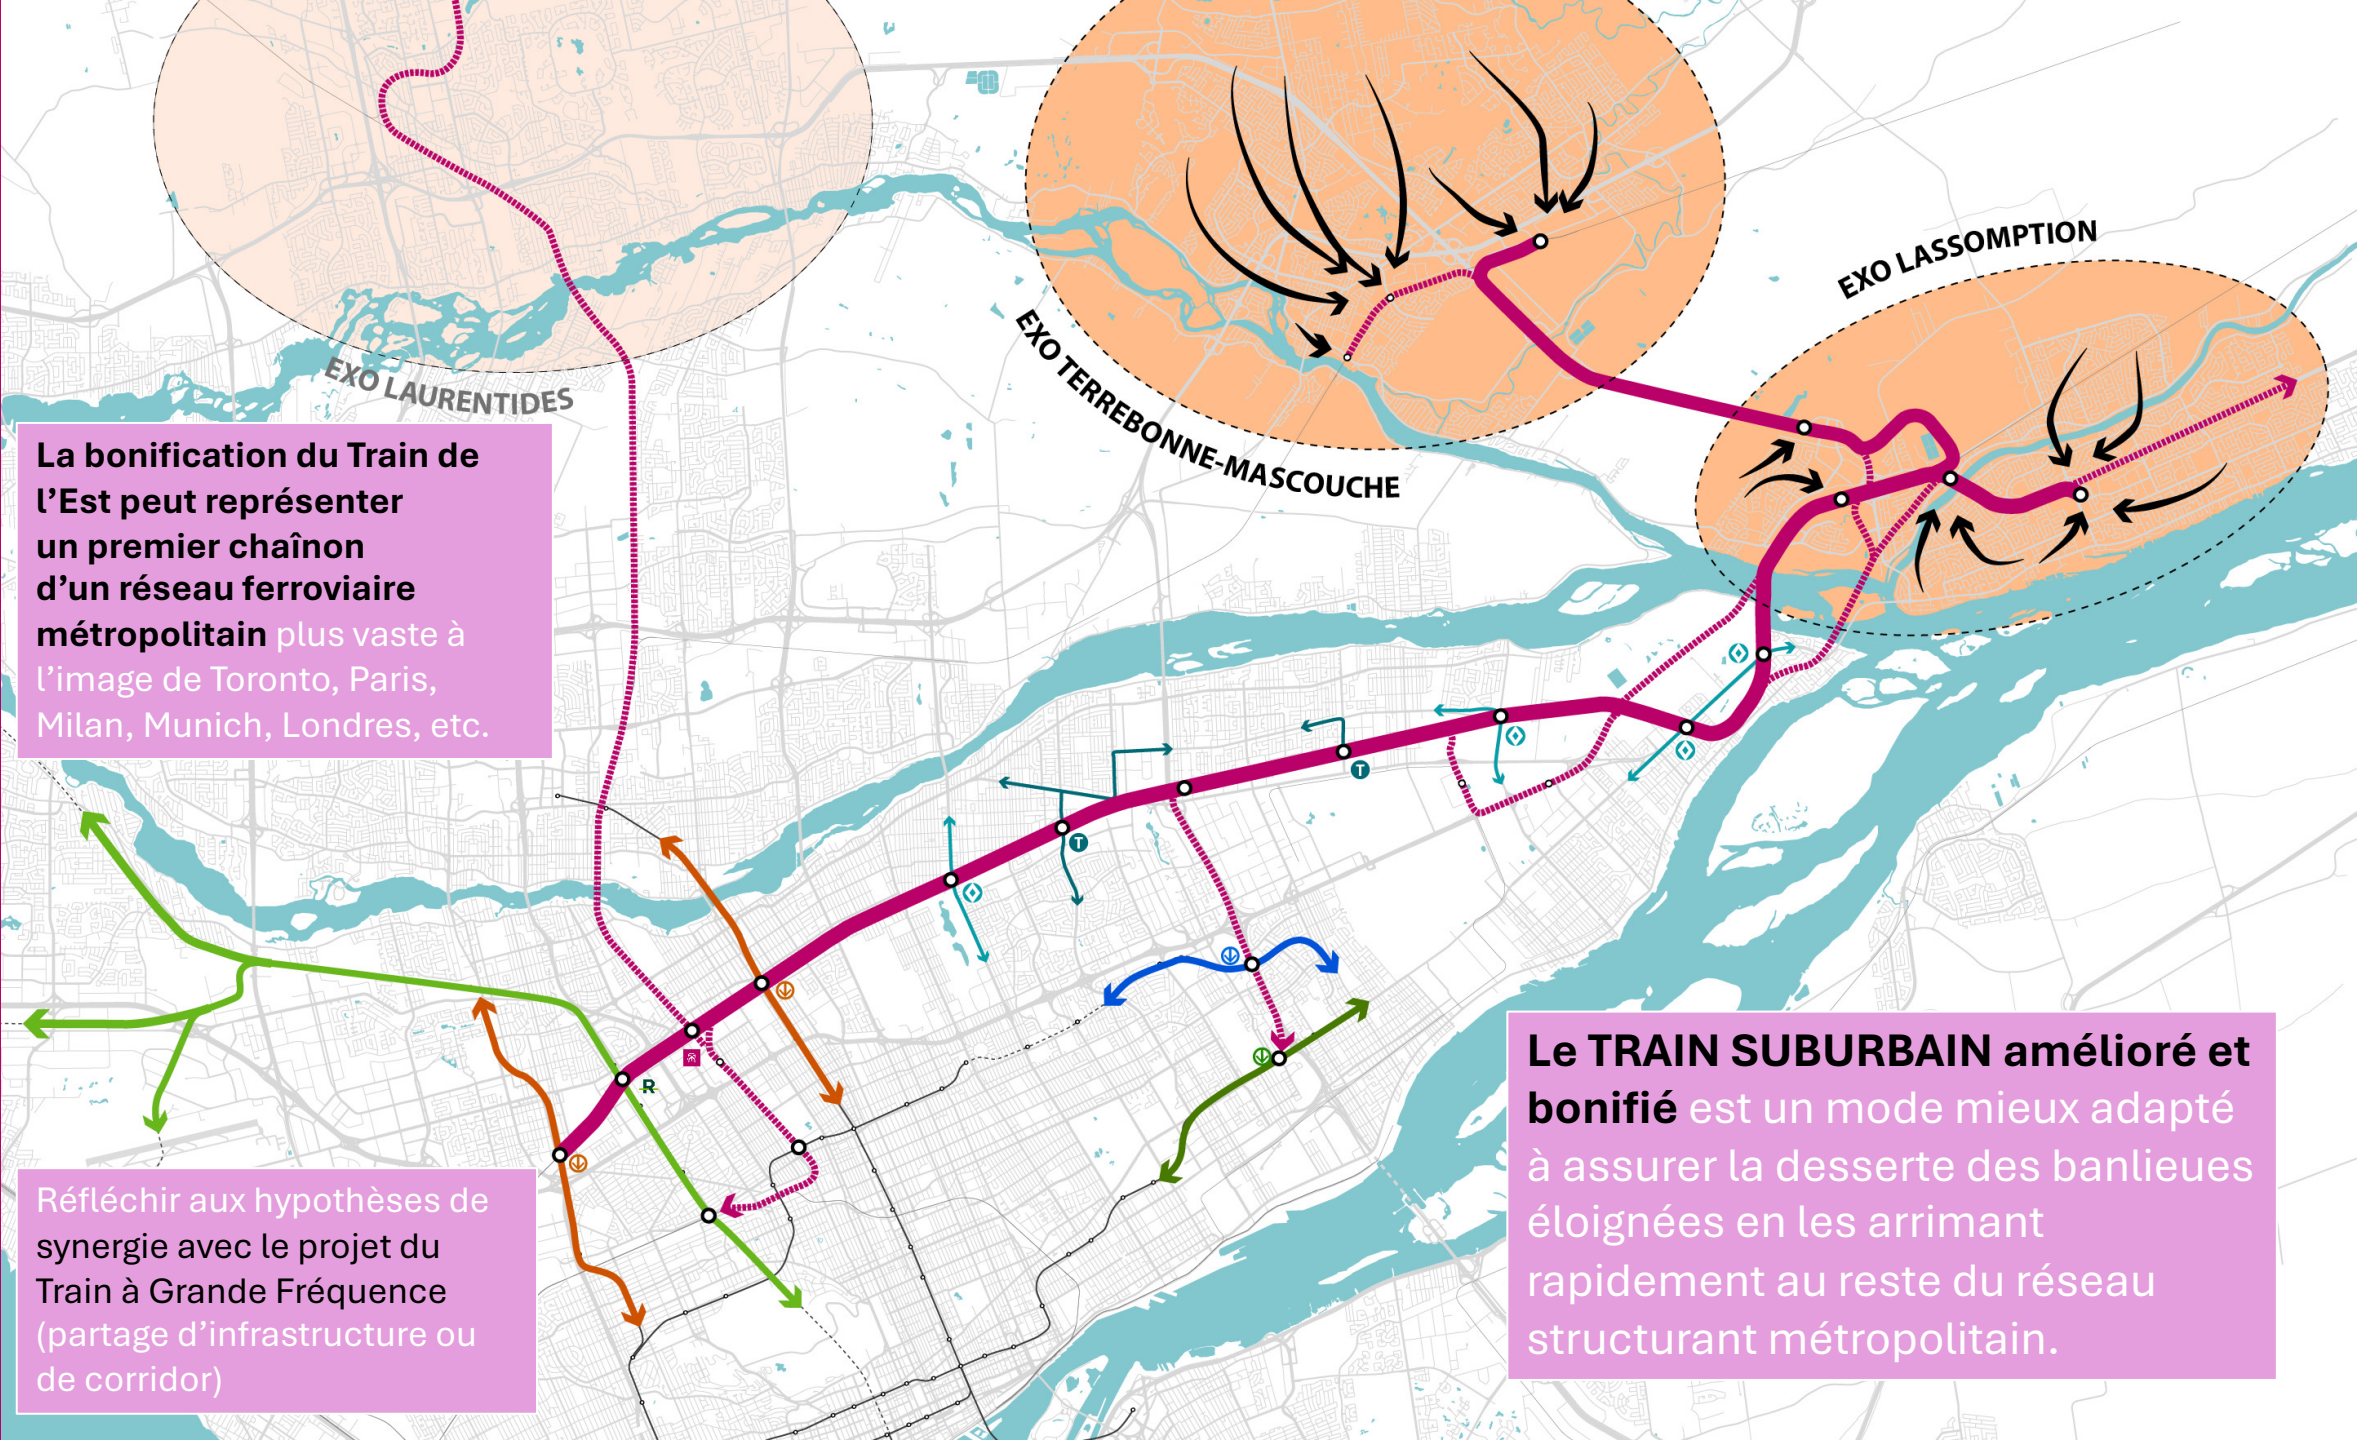 EXO LASSOMPTION
EXO TERREBONNE-MASCOUCHE
EXO LAURENTIDES
La bonification du Train de
l’Est peut représenter
un premier chaînon
d’un réseau ferroviaire
métropolitain plus vaste à
l’image de Toronto, Paris,
Milan, Munich, Londres, etc.
T
T
R
Le TRAIN SUBURBAIN amélioré et
bonifié est un mode mieux adapté
à assurer la desserte des banlieues
éloignées en les arrimant
rapidement au reste du réseau
structurant métropolitain.
Réfléchir aux hypothèses de
synergie avec le projet du
Train à Grande Fréquence
(partage d’infrastructure ou
de corridor)